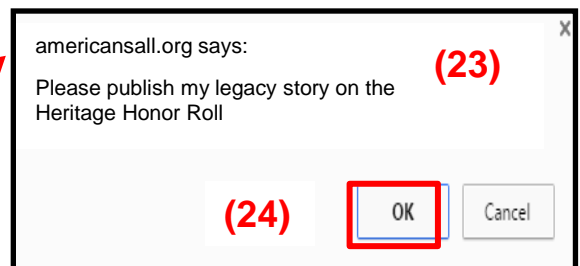 americansall.org says:
(23)
Please publish my legacy story on the
Heritage Honor Roll
(24)
OK
Cancel